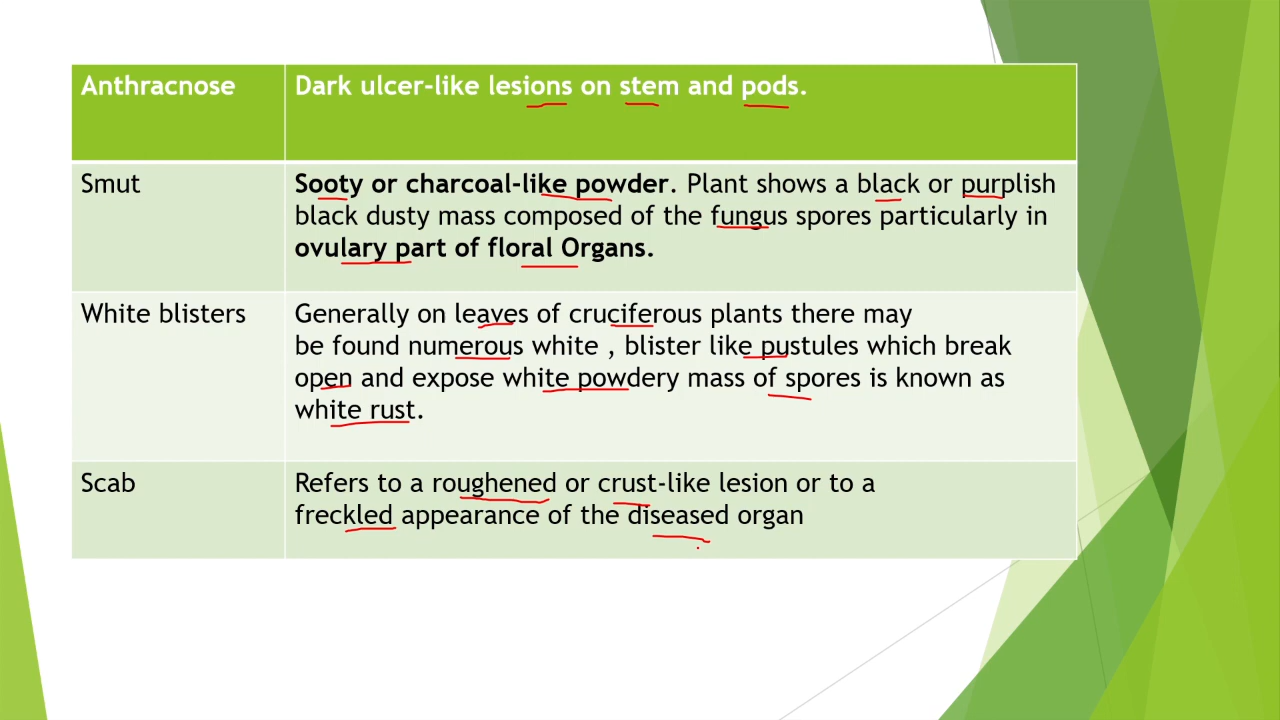 Anthracnose
Dark ulcer-like lesions on stem and pods.
Smut
Sooty or charcoal-like powder. Plant shows a black or purplish
black dusty mass composed of the fungus spores particularly in
ovulary part of floral Organs.
White blisters
Generally on leaves of cruciferous plants there may
be found numerous white , blister like pustules which break
open and expose white powdery mass of spores is known as
white rust.
Scab
Refers to a roughened or crust-like lesion or to a
freckled appearance of the diseased organ